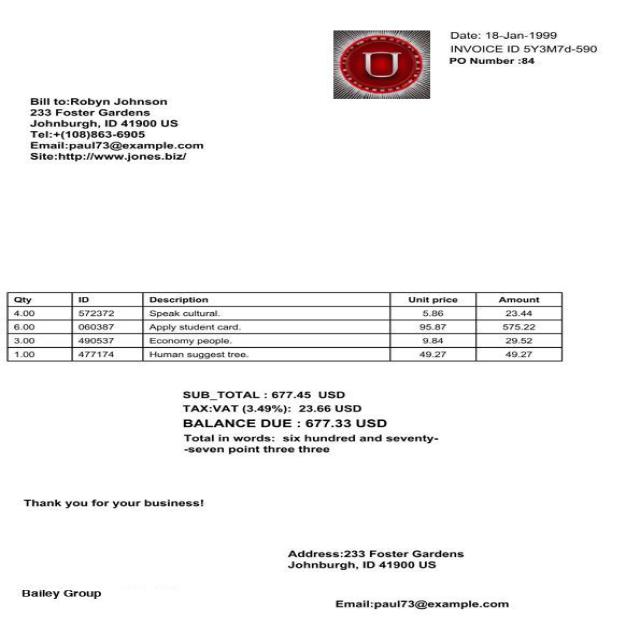 Date: 18-Jan-1999
INVOICE ID 5Y3M7d-590
PO Number :84
U
Bill to:Robyn Johnson
233 Foster Gardens
Johnburgh, ID 41900 US
Tel:+(108)863-6905
Email:paul73@example.com
Site:http://www.jones.biz/
Qty ID Description Unit price Amount
4.00 572372 Speak cultural. 5.86 23.44
6.00 060387 Apply student card. 95.87 575.22
3.00 490537 Economy people. 9.84 29.52
1.00 477174 Human suggest tree. 49.27 49.27
SUB_TOTAL : 677.45 USD
TAX:VAT (3.49%): 23.66 USD
BALANCE DUE : 677.33 USD
Total in words: six hundred and seventy-
-seven point three three
Thank you for your business!
Address:233 Foster Gardens
Johnburgh, ID 41900 US
Bailey Group
Email:paul73@example.com